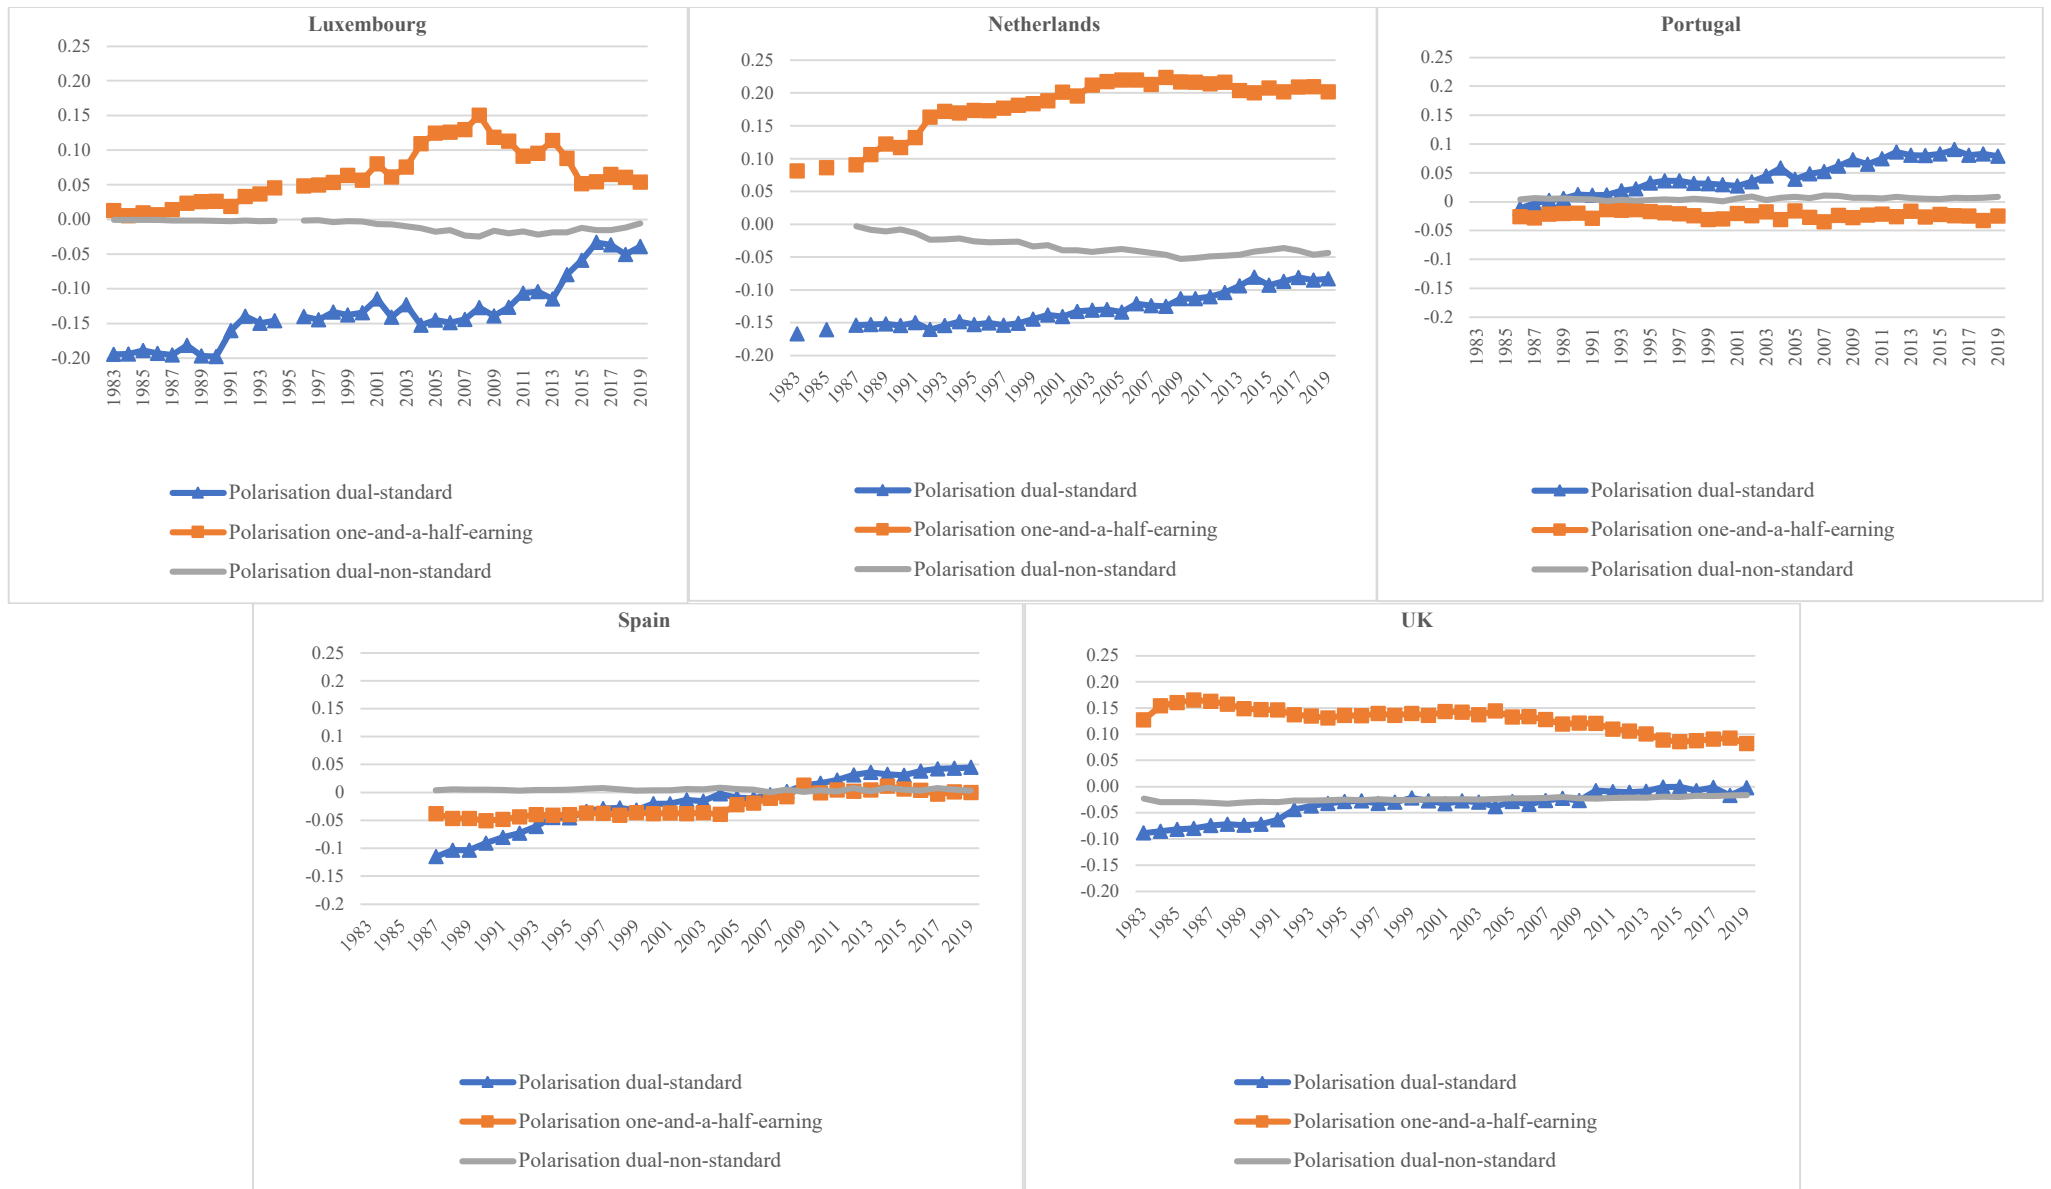 Luxembourg
0.25
0.20
0.15
0.10
0.05
0.00
-0.05
-0.10
-0.15
-0.20
1983 1985 1987 1989 1991 1993 1995 1997 1999 2001 2003 2005 2007 2009 2011 2013 2015 2017 2019
Polarisation dual-standard
Polarisation one-and-a-half-earning
Polarisation dual-non-standard
Netherlands
0.25
0.20
0.15
0.10
0.05
0.00
-0.05
-0.10
-0.15
-0.20
1983 1985 1987 1989 1991 1993 1995 1997 1999 2001 2003 2005 2007 2009 2011 2013 2015 2017 2019
Polarisation dual-standard
Polarisation one-and-a-half-earning
Polarisation dual-non-standard
Portugal
0.25
0.2
0.15
0.1
0.05
0
-0.05
-0.1
-0.15
-0.2
1983 1985 1987 1989 1991 1993 1995 1997 1999 2001 2003 2005 2007 2009 2011 2013 2015 2017 2019
Polarisation dual-standard
Polarisation one-and-a-half-earning
Polarisation dual-non-standard
Spain
0.25
0.2
0.15
0.1
0.05
0
-0.05
-0.1
-0.15
-0.2
1983 1985 1987 1989 1991 1993 1995 1997 1999 2001 2003 2005 2007 2009 2011 2013 2015 2017 2019
Polarisation dual-standard
Polarisation one-and-a-half-earning
Polarisation dual-non-standard
UK
0.25
0.20
0.15
0.10
0.05
0.00
-0.05
-0.10
-0.15
-0.20
1983 1985 1987 1989 1991 1993 1995 1997 1999 2001 2003 2005 2007 2009 2011 2013 2015 2017 2019
Polarisation dual-standard
Polarisation one-and-a-half-earning
Polarisation dual-non-standard